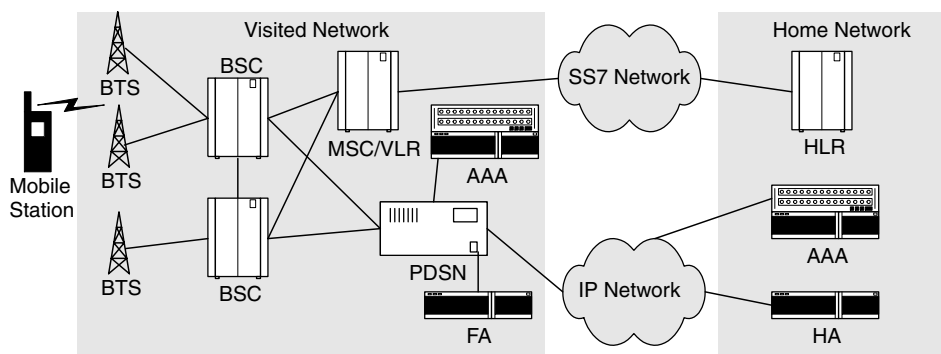 Visited Network
Home Network
BTS
BSC
SS7 Network
MSC/VLR
HLR
AAA
Mobile
Station
BTS
BTS
BSC
PDSN
IP Network
AAA
FA
HA